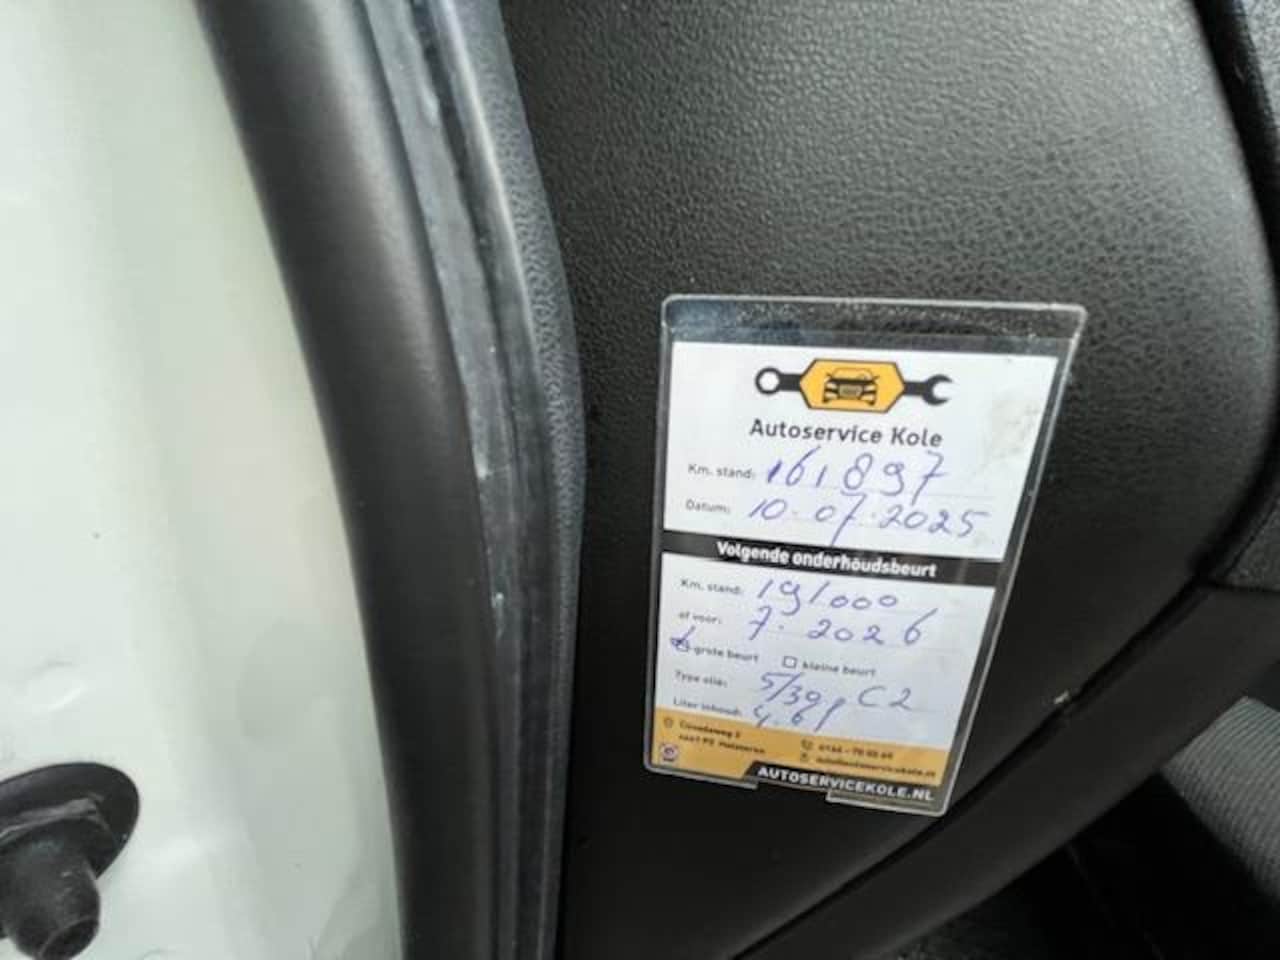 Autoservice Kole
Km. stand: 161897
Datum: 10.07.2025
Volgende onderhoudsbeurt
Km. stand: 191000
of voor: 7.2026
grote beurt kleine beurt
Type olie: 5/30 C2
Liter inhoud: 4.6
AUTOSERVICEKOLE.NL